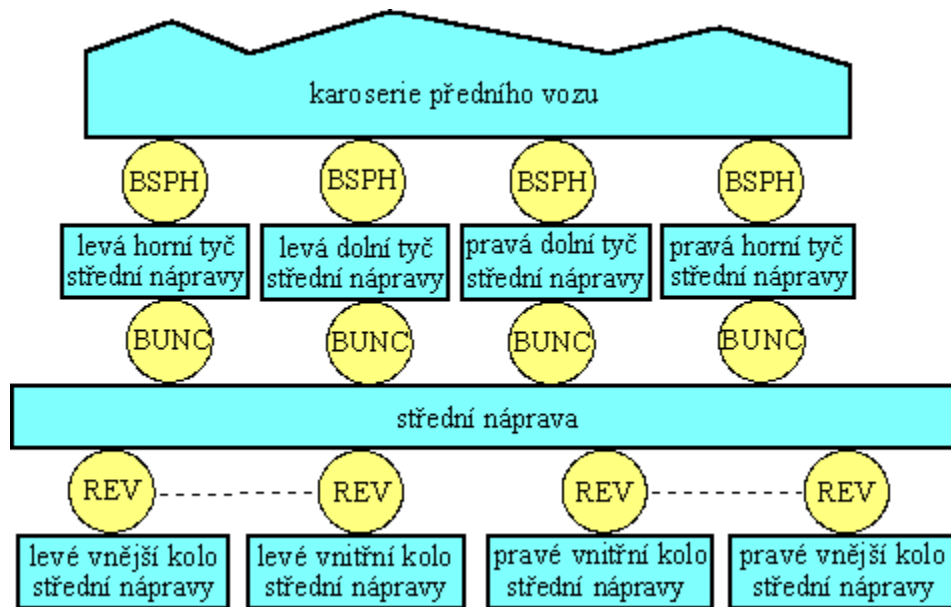 karoserie předního vozu
BSPH BSPH BSPH BSPH
levá horní tyč
střední nápravy
levá dolní tyč
střední nápravy
pravá dolní tyč
střední nápravy
pravá horní tyč
střední nápravy
BUNC BUNC BUNC BUNC
střední náprava
REV REV REV REV
levé vnější kolo
střední nápravy
levé vnitřní kolo
střední nápravy
pravé vnitřní kolo
střední nápravy
pravé vnější kolo
střední nápravy